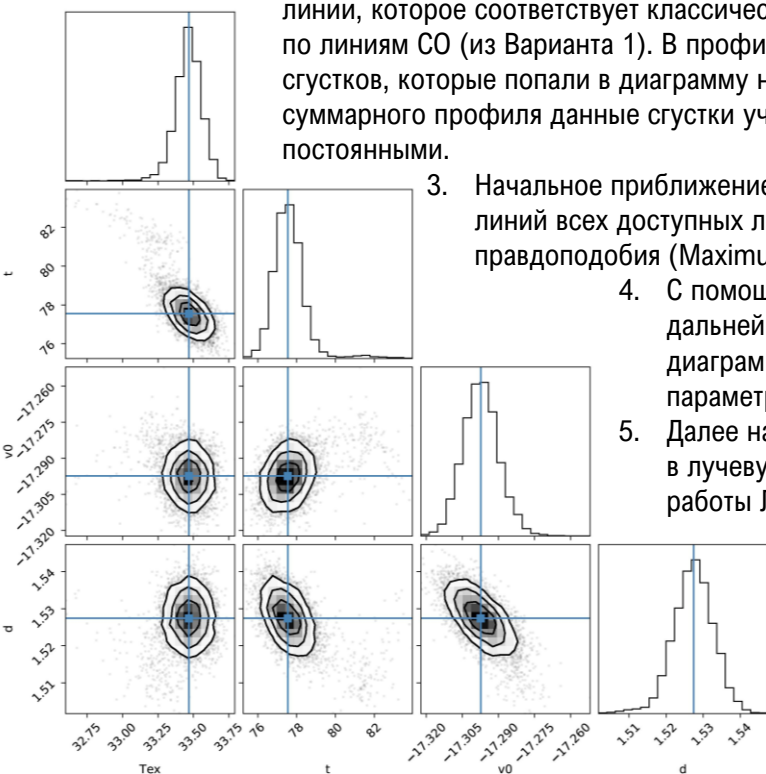 линии, которое соответствует классичес
по линиям CO (из Варианта 1). В профи
сгустков, которые попали в диаграмму н
суммарного профиля данные сгустки уч
постоянными.
3. Начальное приближение
линий всех доступных л
правдоподобия (Maximu
4. С помощ
дальней
диаграм
параметр
5. Далее на
в лучеву
работы Л
t
82
80
78
76
v0
-17.260
-17.275
-17.290
-17.305
-17.320
d
1.54
1.53
1.52
1.51
32.75 33.00 33.25 33.50 33.75
Tex
76 78 80 82
t
-17.320 -17.305 -17.290 -17.275 -17.260
v0
1.51 1.52 1.53 1.54
d